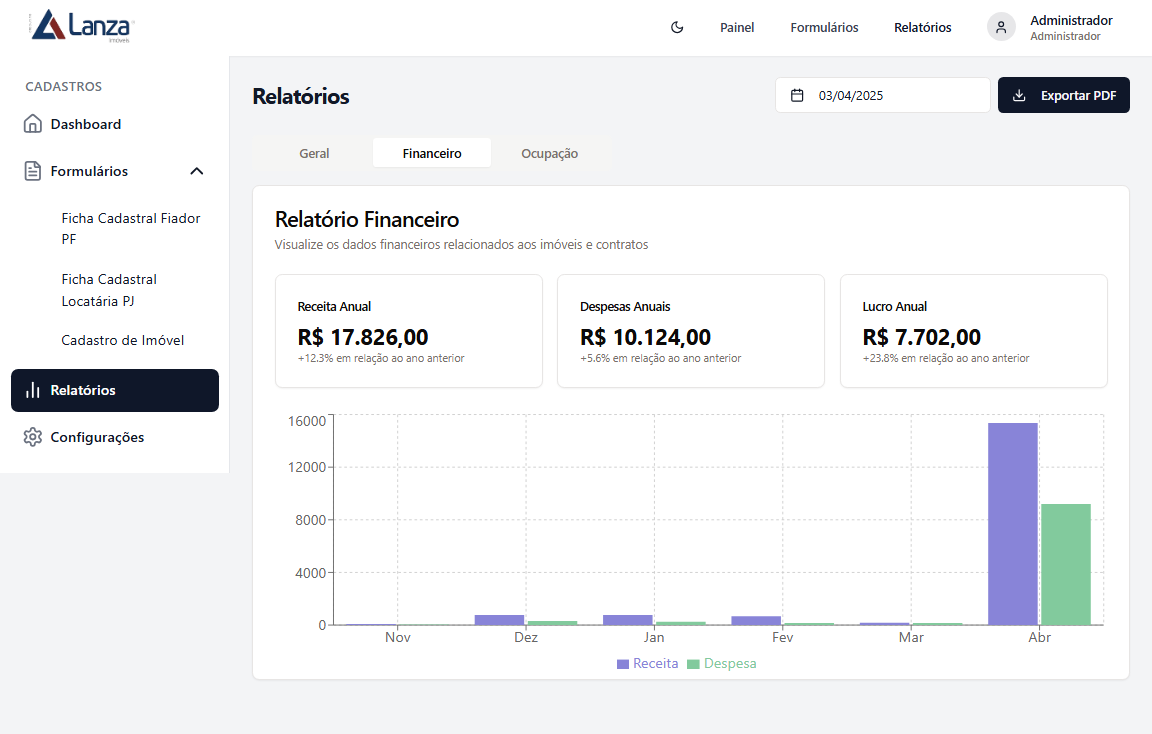 Lanza
Imóveis
Painel
Formulários
Relatórios
Administrador
Administrador
CADASTROS
Dashboard
Formulários
Ficha Cadastral Fiador
PF
Ficha Cadastral
Locatária PJ
Cadastro de Imóvel
Relatórios
Configurações
Relatórios
03/04/2025
Exportar PDF
Geral
Financeiro
Ocupação
Relatório Financeiro
Visualize os dados financeiros relacionados aos imóveis e contratos
Receita Anual
R$ 17.826,00
+12.3% em relação ao ano anterior
Despesas Anuais
R$ 10.124,00
+5.6% em relação ao ano anterior
Lucro Anual
R$ 7.702,00
+23.8% em relação ao ano anterior
16000
12000
8000
4000
0
Nov
Dez
Jan
Fev
Mar
Abr
Receita
Despesa